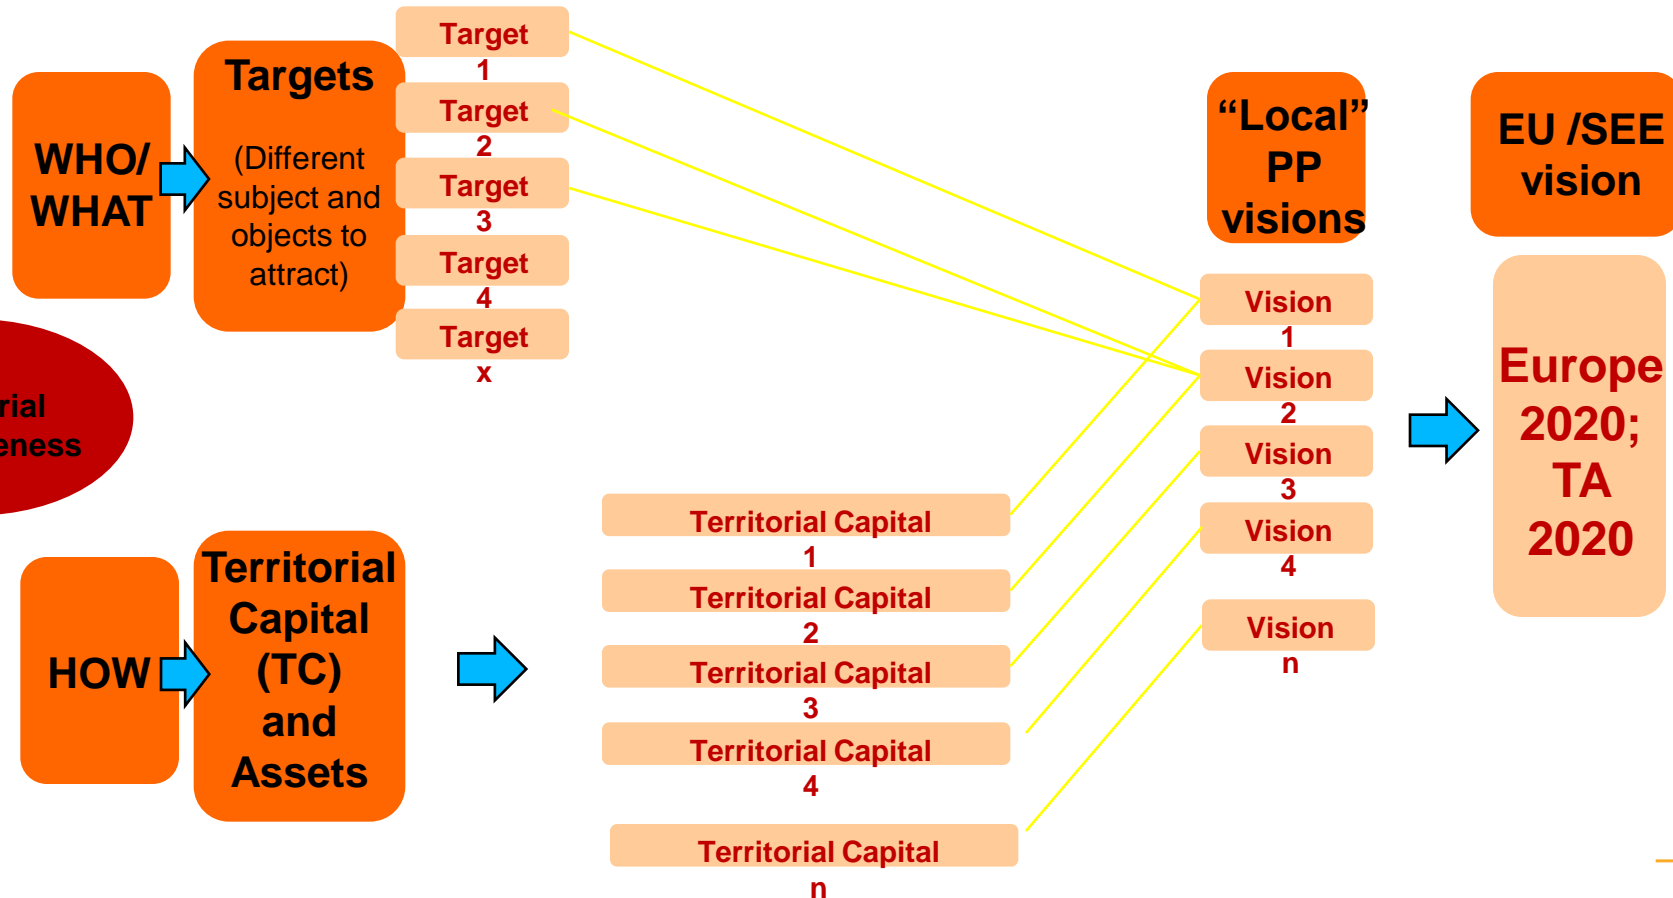 WHO/
WHAT
Targets
(Different
subject and
objects to
attract)
Target
1
Target
2
Target
3
Target
4
Target
x
“Local”
PP
visions
EU /SEE
vision
Vision
1
Vision
2
Vision
3
Vision
4
Vision
n
Europe
2020;
TA
2020
rial
eness
HOW
Territorial
Capital
(TC)
and
Assets
Territorial Capital
1
Territorial Capital
2
Territorial Capital
3
Territorial Capital
4
Territorial Capital
n